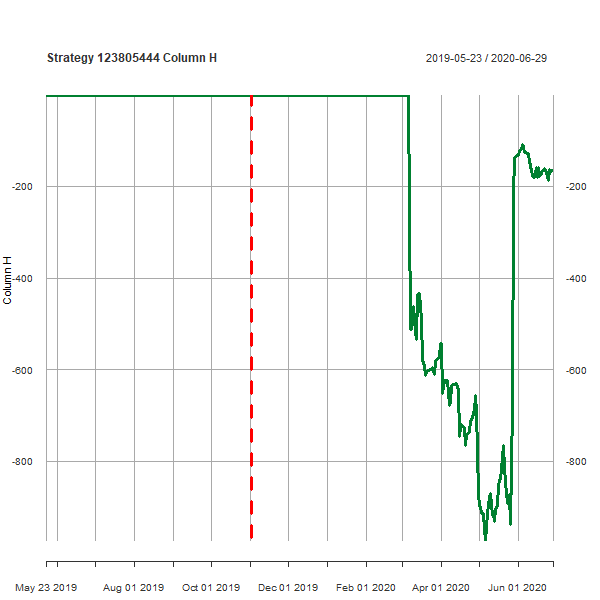 Strategy 123805444 Column H
2019-05-23 / 2020-06-29
-200
-200
-400
-400
Column H
-600
-600
-800
-800
May 23 2019
Aug 01 2019
Oct 01 2019
Dec 01 2019
Feb 01 2020
Apr 01 2020
Jun 01 2020